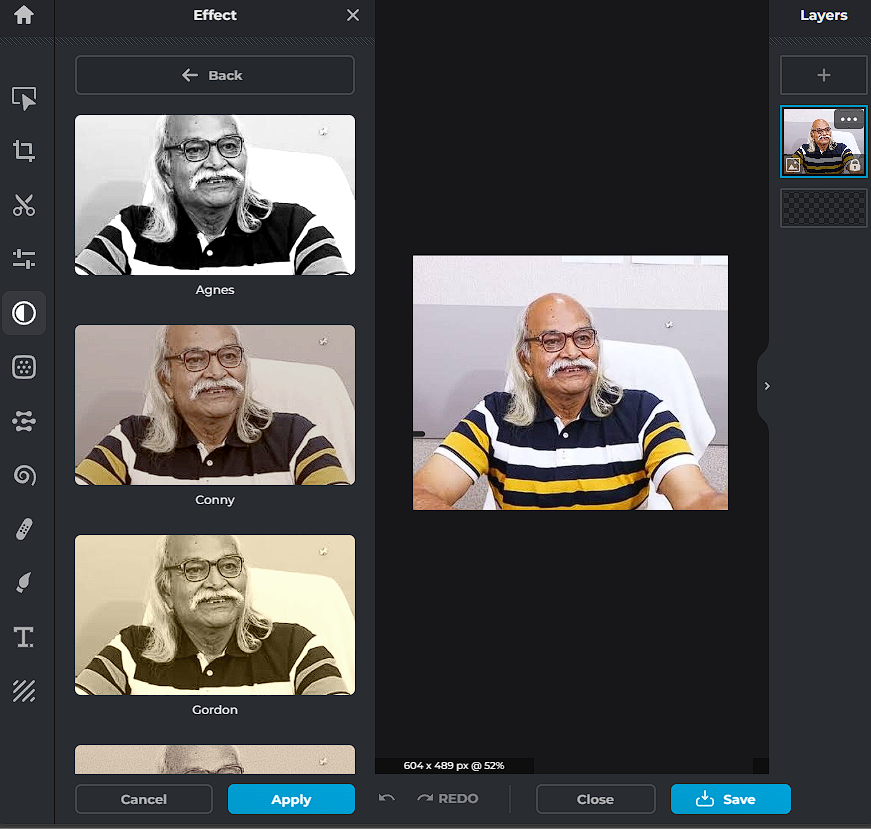 Effect
Layers
Back
Agnes
Conny
Gordon
604 x 489 px @ 52%
Cancel
Apply
REDO
Close
Save